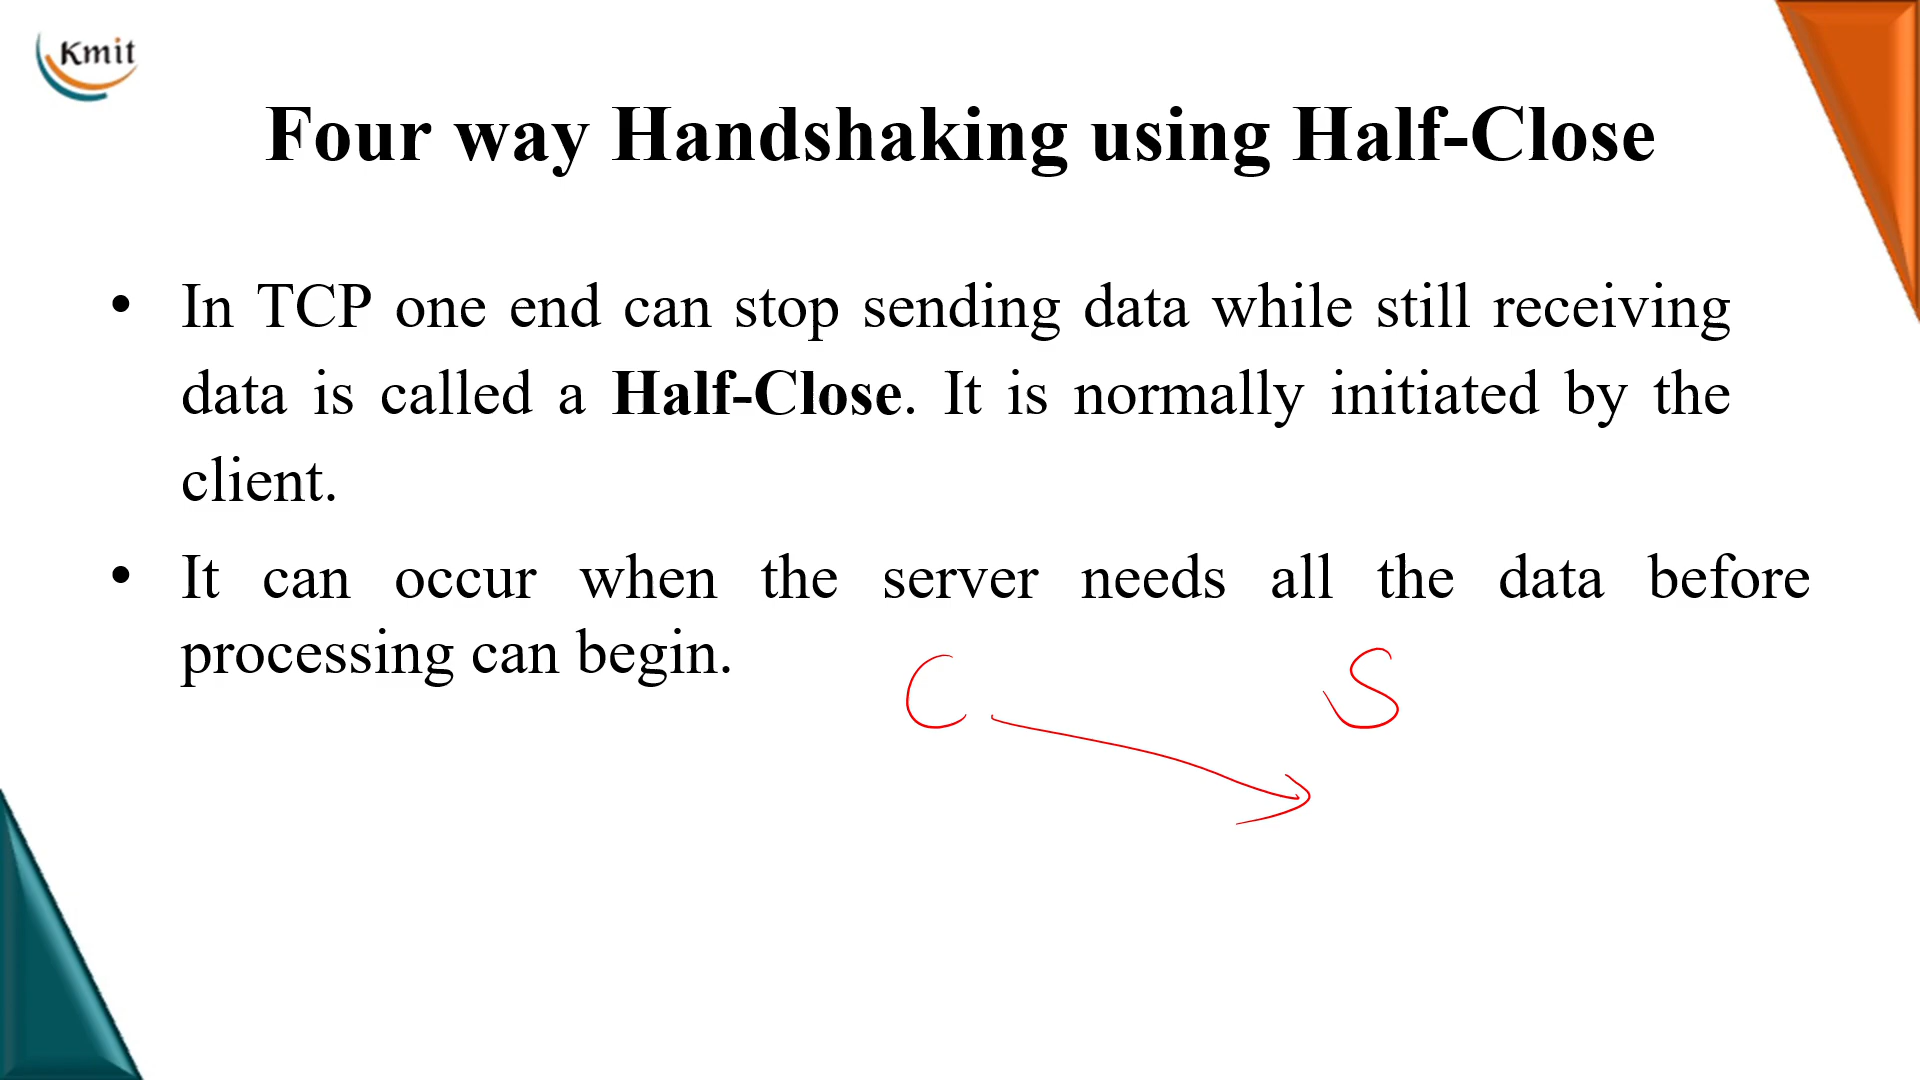 Kmit
Four way Handshaking using Half-Close
• In TCP one end can stop sending data while still receiving
data is called a Half-Close. It is normally initiated by the
client.
• It can occur when the server needs all the data before
processing can begin.
C S